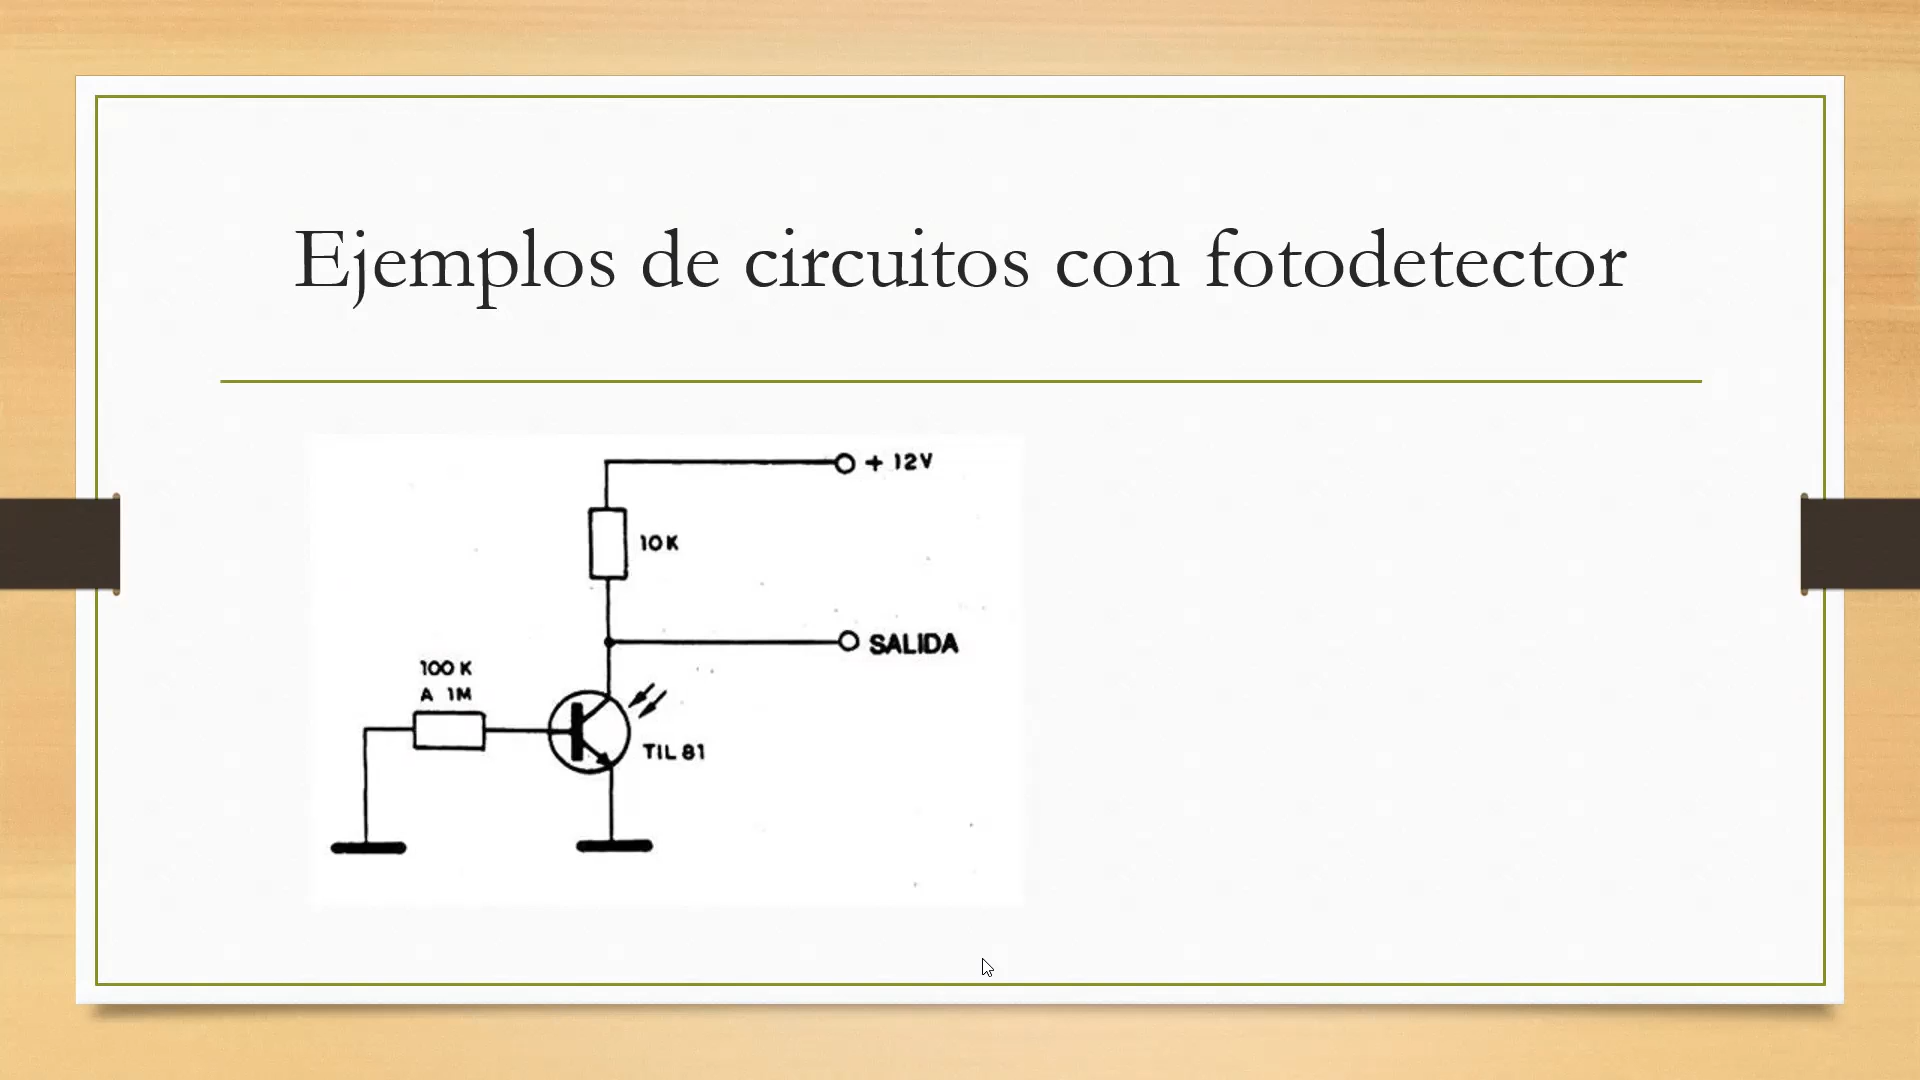 Ejemplos de circuitos con fotodetector
+ 12V
10K
SALIDA
100 K
A 1M
TIL 81